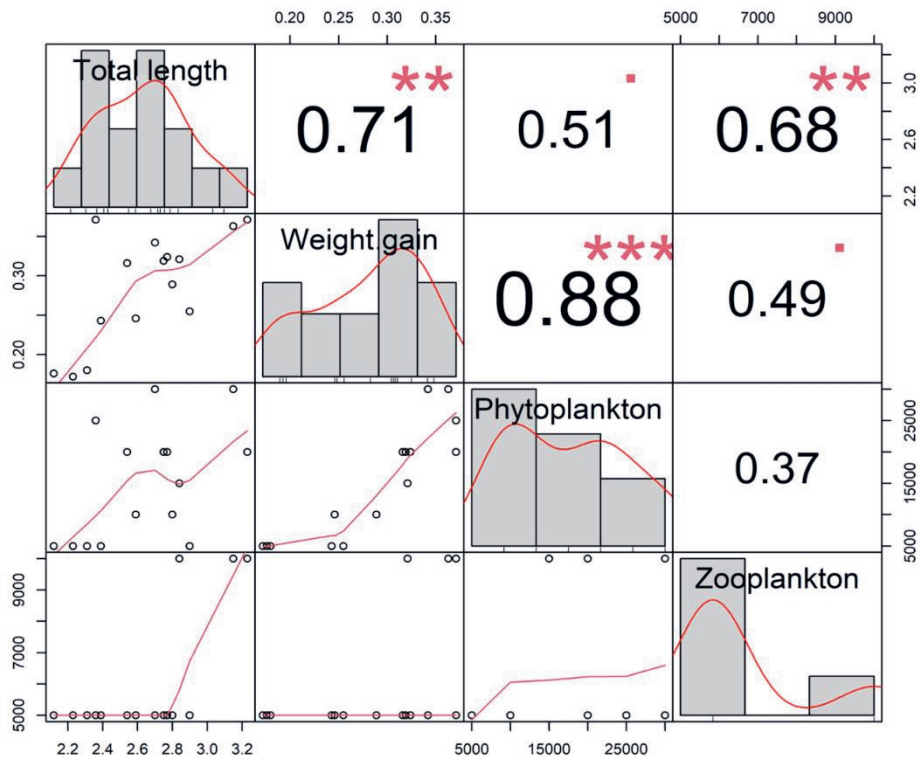 0.20 0.25 0.30 0.35
5000 7000 9000
Total length
0.71 **
0.51 ▪
0.68 **
2.2 2.6 3.0
0.20 0.30
Weight gain
0.88 ***
0.49 ▪
Phytoplankton
0.37
5000 15000 25000
5000 7000 9000
Zooplankton
2.2 2.4 2.6 2.8 3.0 3.2
5000 15000 25000